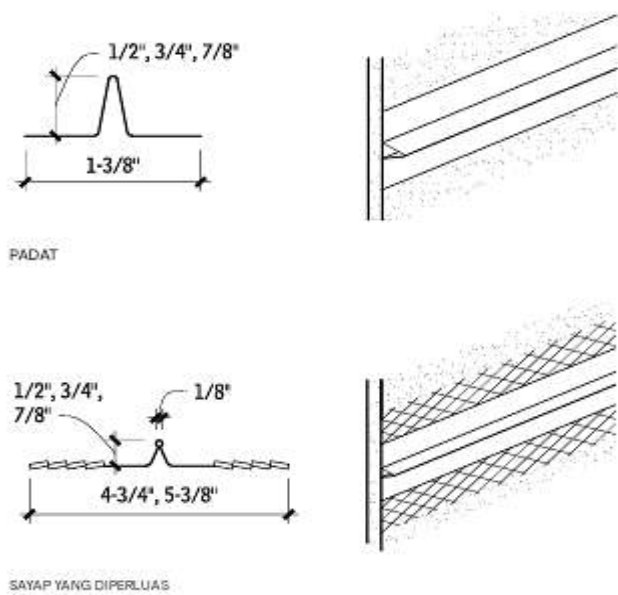 1/2", 3/4", 7/8"
1-3/8"
PADAT
1/2", 3/4",
7/8"
1/8"
4-3/4", 5-3/8"
SAYAP YANG DIPERLUAS